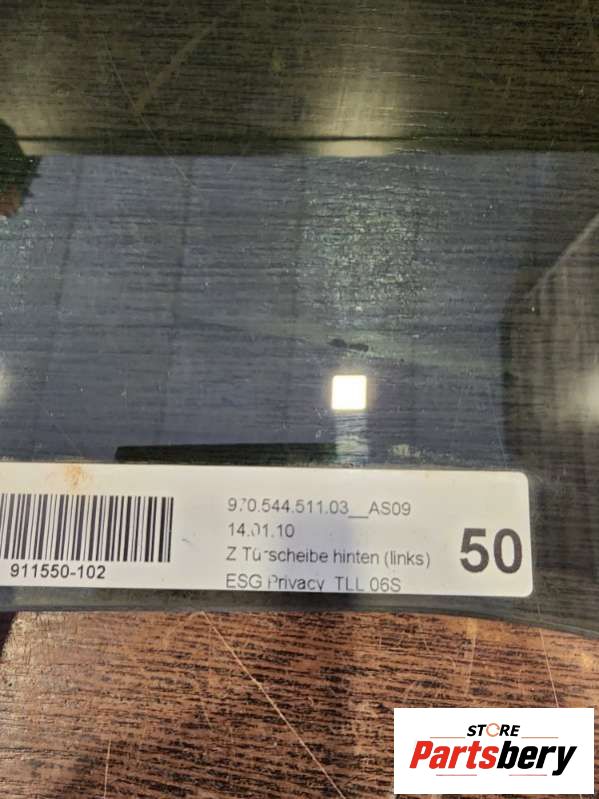 970.544.511.03__AS09
14.01.10
Z Türscheibe hinten (links)
ESG Privacy TLL 06S
50
911550-102
STORE
Partsbery